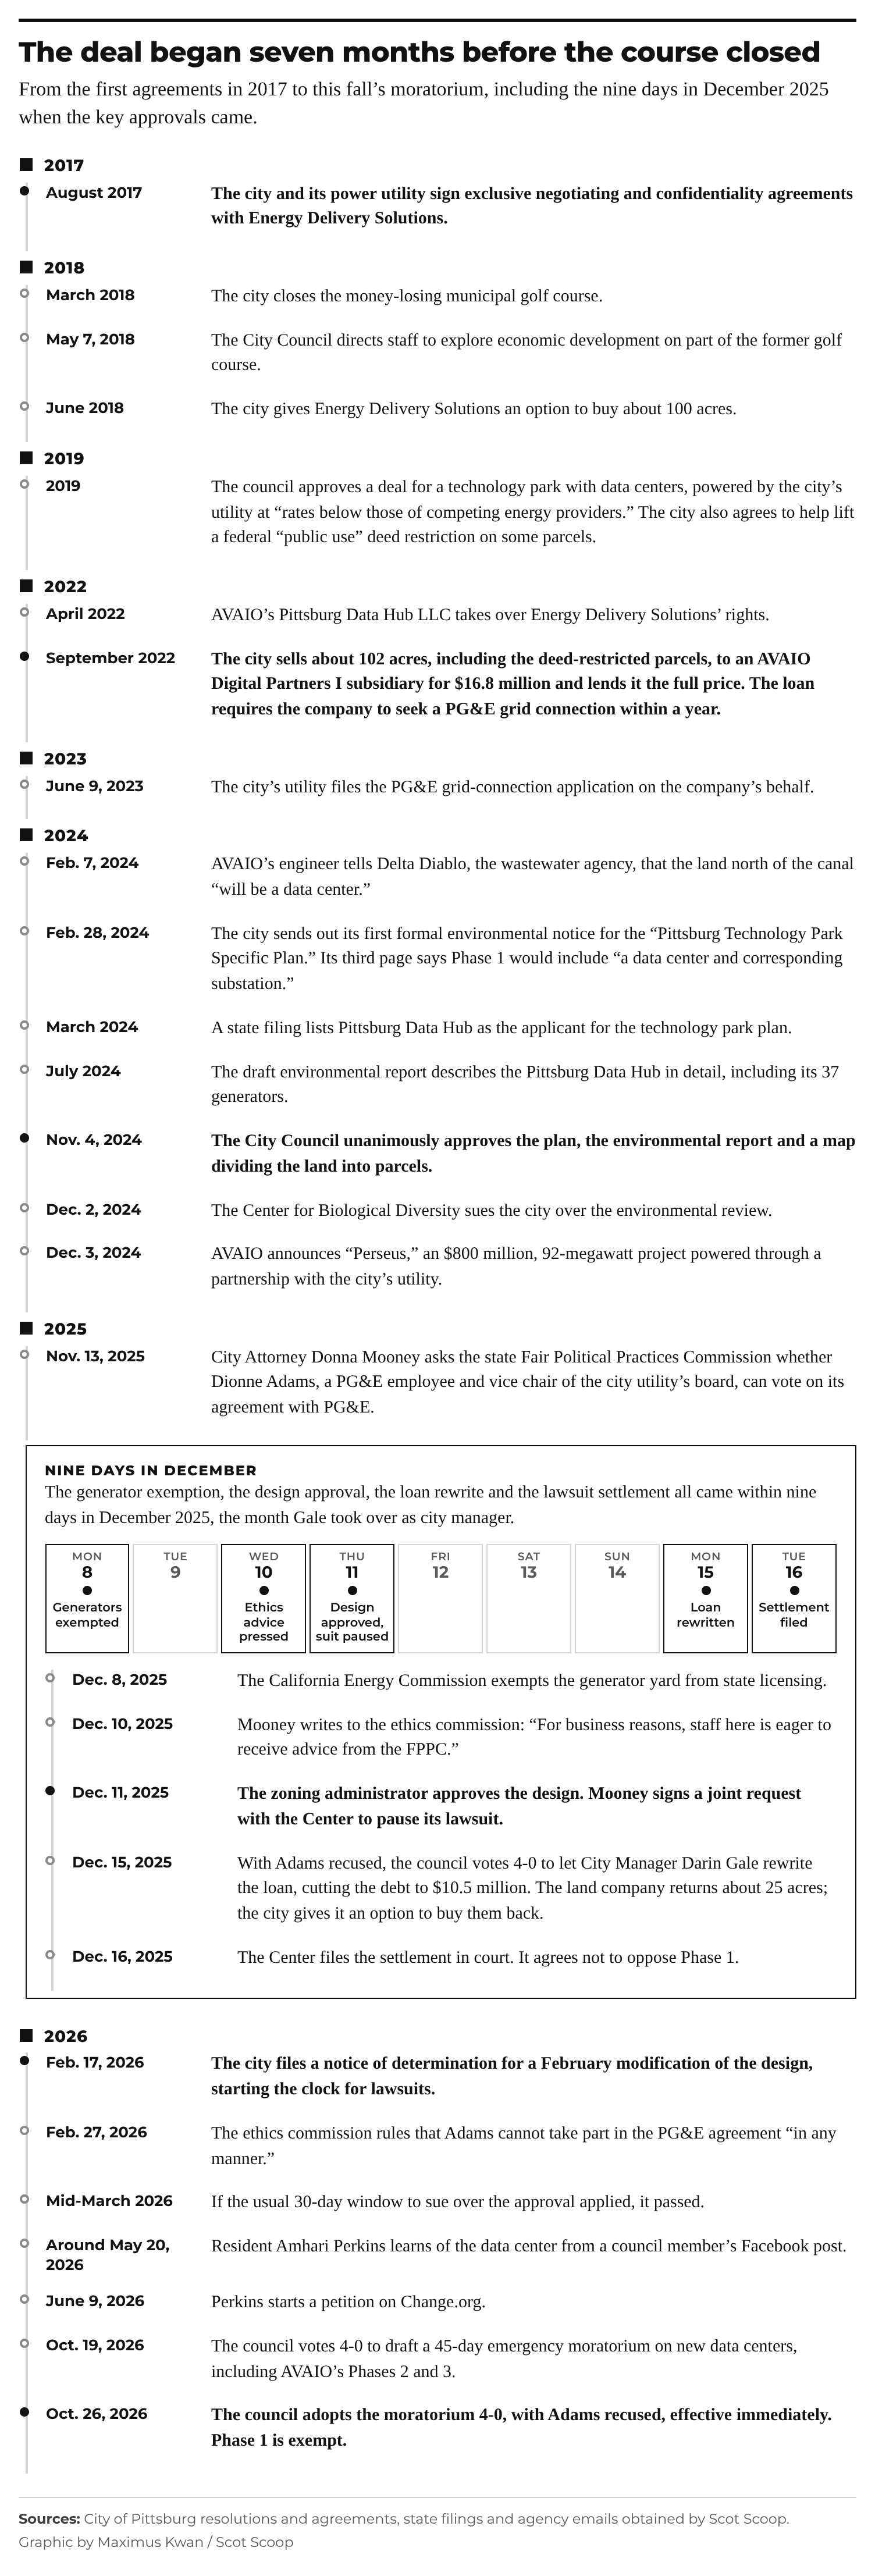 The deal began seven months before the course closed
From the first agreements in 2017 to this fall’s moratorium, including the nine days in December 2025
when the key approvals came.
2017
August 2017
The city and its power utility sign exclusive negotiating and confidentiality agreements
with Energy Delivery Solutions.
2018
March 2018
The city closes the money-losing municipal golf course.
May 7, 2018
The City Council directs staff to explore economic development on part of the former golf
course.
June 2018
The city gives Energy Delivery Solutions an option to buy about 100 acres.
2019
2019
The council approves a deal for a technology park with data centers, powered by the city’s
utility at “rates below those of competing energy providers.” The city also agrees to help lift
a federal “public use” deed restriction on some parcels.
2022
April 2022
AVAIO’s Pittsburg Data Hub LLC takes over Energy Delivery Solutions’ rights.
September 2022
The city sells about 102 acres, including the deed-restricted parcels, to an AVAIO
Digital Partners I subsidiary for $16.8 million and lends it the full price. The loan
requires the company to seek a PG&E grid connection within a year.
2023
June 9, 2023
The city’s utility files the PG&E grid-connection application on the company’s behalf.
2024
Feb. 7, 2024
AVAIO’s engineer tells Delta Diablo, the wastewater agency, that the land north of the canal
“will be a data center.”
Feb. 28, 2024
The city sends out its first formal environmental notice for the “Pittsburg Technology Park
Specific Plan.” Its third page says Phase 1 would include “a data center and corresponding
substation.”
March 2024
A state filing lists Pittsburg Data Hub as the applicant for the technology park plan.
July 2024
The draft environmental report describes the Pittsburg Data Hub in detail, including its 37
generators.
Nov. 4, 2024
The City Council unanimously approves the plan, the environmental report and a map
dividing the land into parcels.
Dec. 2, 2024
The Center for Biological Diversity sues the city over the environmental review.
Dec. 3, 2024
AVAIO announces “Perseus,” an $800 million, 92-megawatt project powered through a
partnership with the city’s utility.
2025
Nov. 13, 2025
City Attorney Donna Mooney asks the state Fair Political Practices Commission whether
Dionne Adams, a PG&E employee and vice chair of the city utility’s board, can vote on its
agreement with PG&E.
NINE DAYS IN DECEMBER
The generator exemption, the design approval, the loan rewrite and the lawsuit settlement all came within nine
days in December 2025, the month Gale took over as city manager.
MON
8
Generators
exempted
TUE
9
WED
10
Ethics
advice
pressed
THU
11
Design
approved,
suit paused
FRI
12
SAT
13
SUN
14
MON
15
Loan
rewritten
TUE
16
Settlement
filed
Dec. 8, 2025
The California Energy Commission exempts the generator yard from state licensing.
Dec. 10, 2025
Mooney writes to the ethics commission: “For business reasons, staff here is eager to
receive advice from the FPPC.”
Dec. 11, 2025
The zoning administrator approves the design. Mooney signs a joint request
with the Center to pause its lawsuit.
Dec. 15, 2025
With Adams recused, the council votes 4-0 to let City Manager Darin Gale rewrite
the loan, cutting the debt to $10.5 million. The land company returns about 25 acres;
the city gives it an option to buy them back.
Dec. 16, 2025
The Center files the settlement in court. It agrees not to oppose Phase 1.
2026
Feb. 17, 2026
The city files a notice of determination for a February modification of the design,
starting the clock for lawsuits.
Feb. 27, 2026
The ethics commission rules that Adams cannot take part in the PG&E agreement “in any
manner.”
Mid-March 2026
If the usual 30-day window to sue over the approval applied, it passed.
Around May 20,
2026
Resident Amhari Perkins learns of the data center from a council member’s Facebook post.
June 9, 2026
Perkins starts a petition on Change.org.
Oct. 19, 2026
The council votes 4-0 to draft a 45-day emergency moratorium on new data centers,
including AVAIO’s Phases 2 and 3.
Oct. 26, 2026
The council adopts the moratorium 4-0, with Adams recused, effective immediately.
Phase 1 is exempt.
Sources: City of Pittsburg resolutions and agreements, state filings and agency emails obtained by Scot Scoop.
Graphic by Maximus Kwan / Scot Scoop